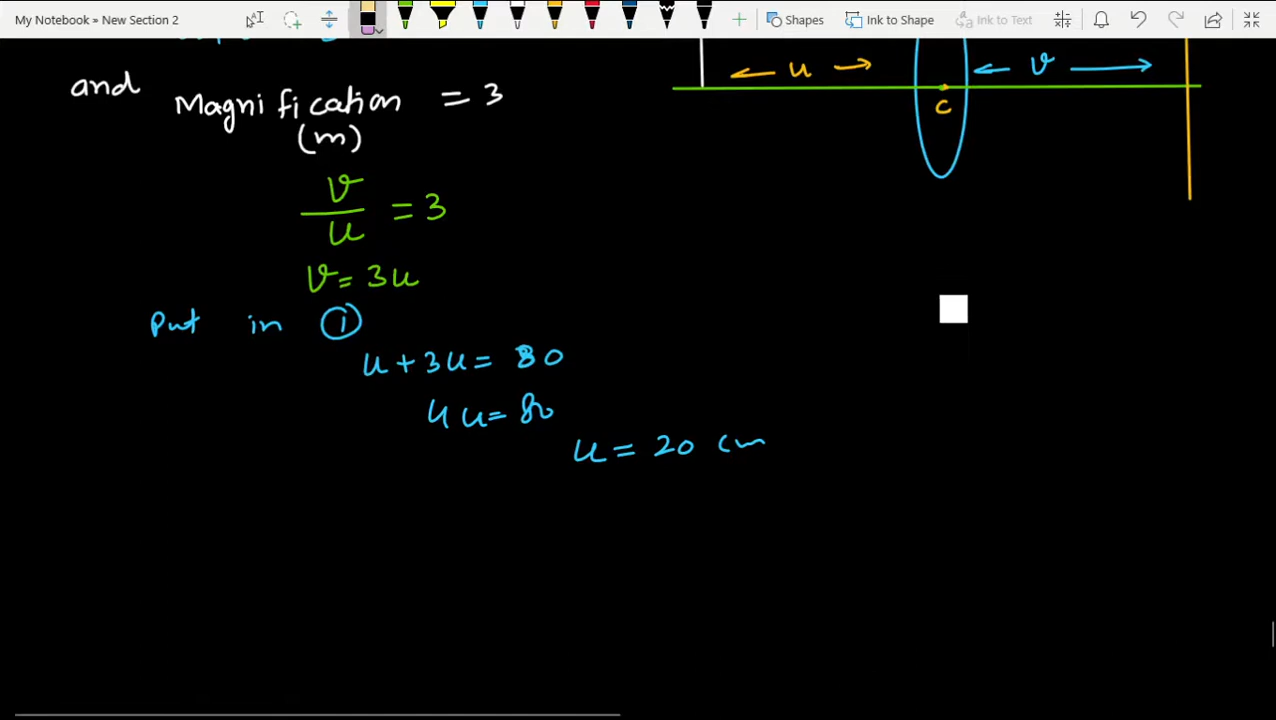 My Notebook » New Section 2
Shapes
Ink to Shape
Ink to Text
and
Magnification = 3
(m)
u
v
c
v/u = 3
v = 3u
Put in ①
u + 3u = 80
4u = 80
u = 20 cm